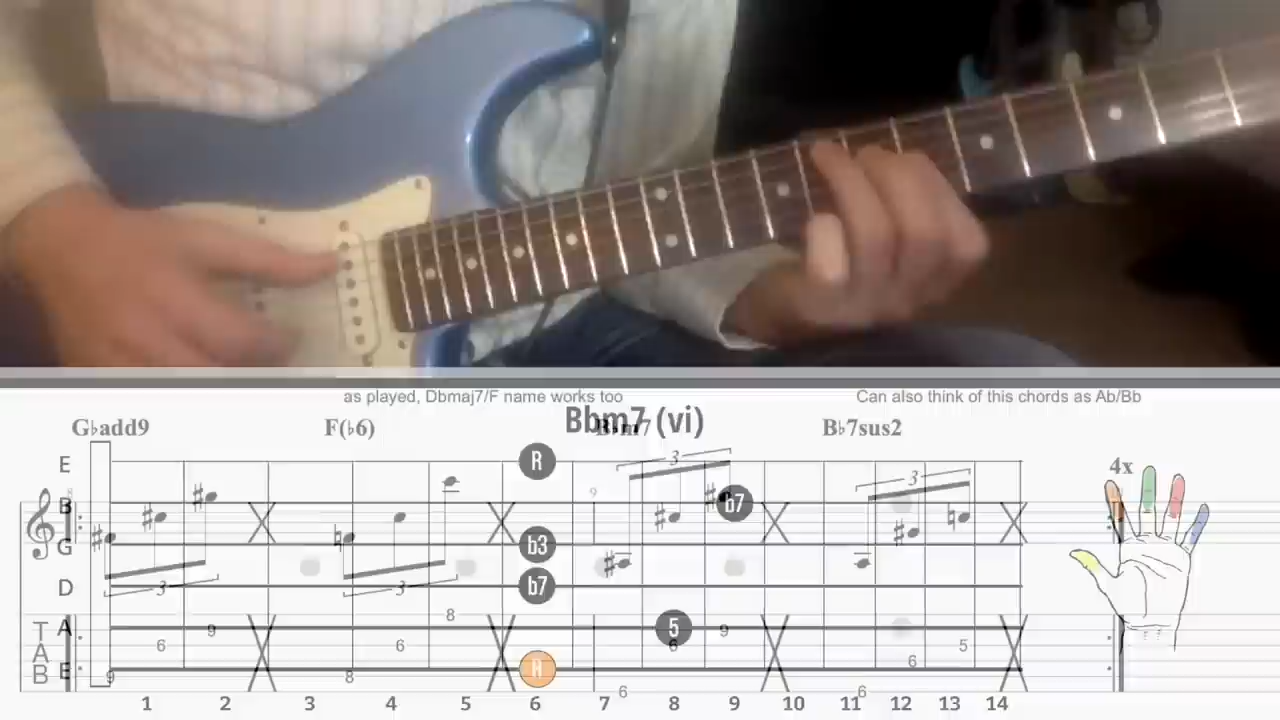 as played, Dbmaj7/F name works too Can also think of this chords as Ab/Bb
G♭add9 F(♭6) Bbm7 (vi) B♭7sus2
4x
E R
B b7
9
3 3
G b3
D b7
3 3
8
T A 5
9 9
A 6 6 6 5
B E R
9 8 6 6 6
1 2 3 4 5 6 7 8 9 10 11 12 13 14